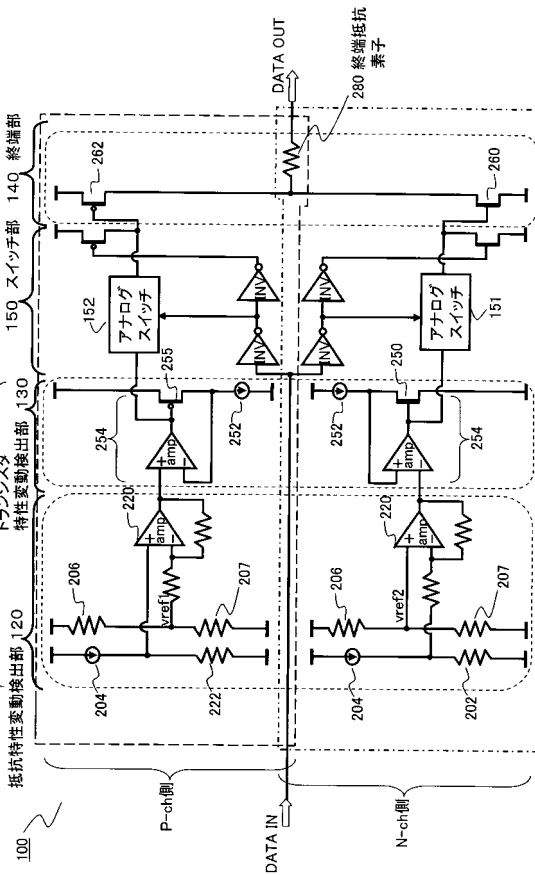 100
抵抗特性変動検出部 120
トランジスタ
特性変動検出部
130
150 スイッチ部
140 終端部
P-ch側
N-ch側
DATA IN
DATA OUT
280 終端抵抗
素子
204
206
vref1
207
222
220
+
amp
−
254
+
amp
−
255
252
152
アナログ
スイッチ
262
INV
INV
INV
INV
204
206
vref2
207
202
220
+
amp
−
252
250
254
+
amp
−
アナログ
スイッチ
151
260